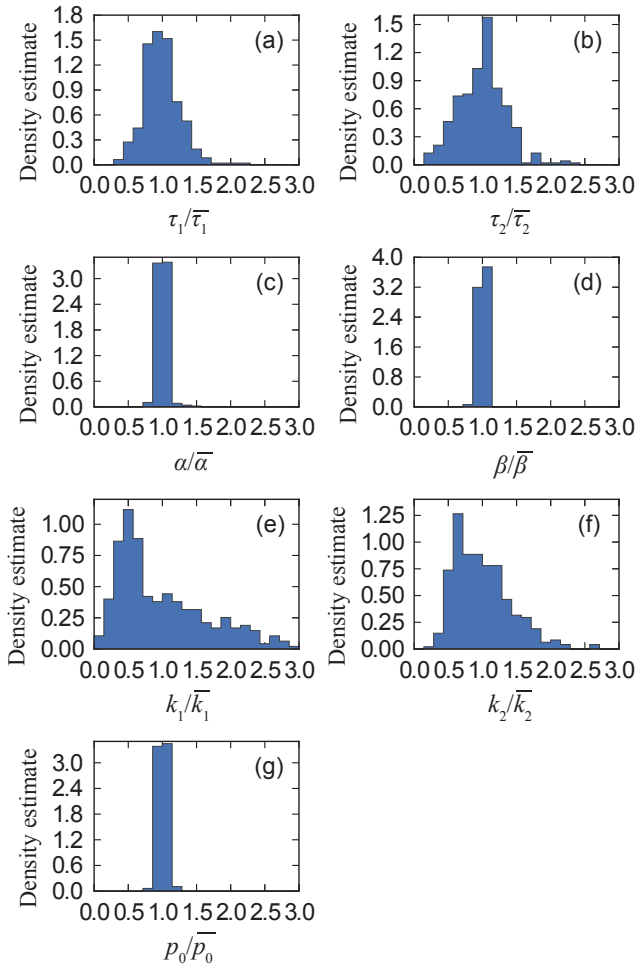 Density estimate
1.8
1.5
1.2
0.9
0.6
0.3
0.0
(a)
0.0 0.5 1.0 1.5 2.0 2.5 3.0
τ₁/τ̅₁
Density estimate
1.5
1.2
0.9
0.6
0.3
0.0
(b)
0.0 0.5 1.0 1.5 2.0 2.5 3.0
τ₂/τ̅₂
Density estimate
3.0
2.4
1.8
1.2
0.6
0.0
(c)
0.0 0.5 1.0 1.5 2.0 2.5 3.0
α/α̅
Density estimate
4.0
3.2
2.4
1.6
0.8
0.0
(d)
0.0 0.5 1.0 1.5 2.0 2.5 3.0
β/β̅
Density estimate
1.00
0.75
0.50
0.25
0.00
(e)
0.0 0.5 1.0 1.5 2.0 2.5 3.0
k₁/k̅₁
Density estimate
1.25
1.00
0.75
0.50
0.25
0.00
(f)
0.0 0.5 1.0 1.5 2.0 2.5 3.0
k₂/k̅₂
Density estimate
3.0
2.4
1.8
1.2
0.6
0.0
(g)
0.0 0.5 1.0 1.5 2.0 2.5 3.0
p₀/p̅₀